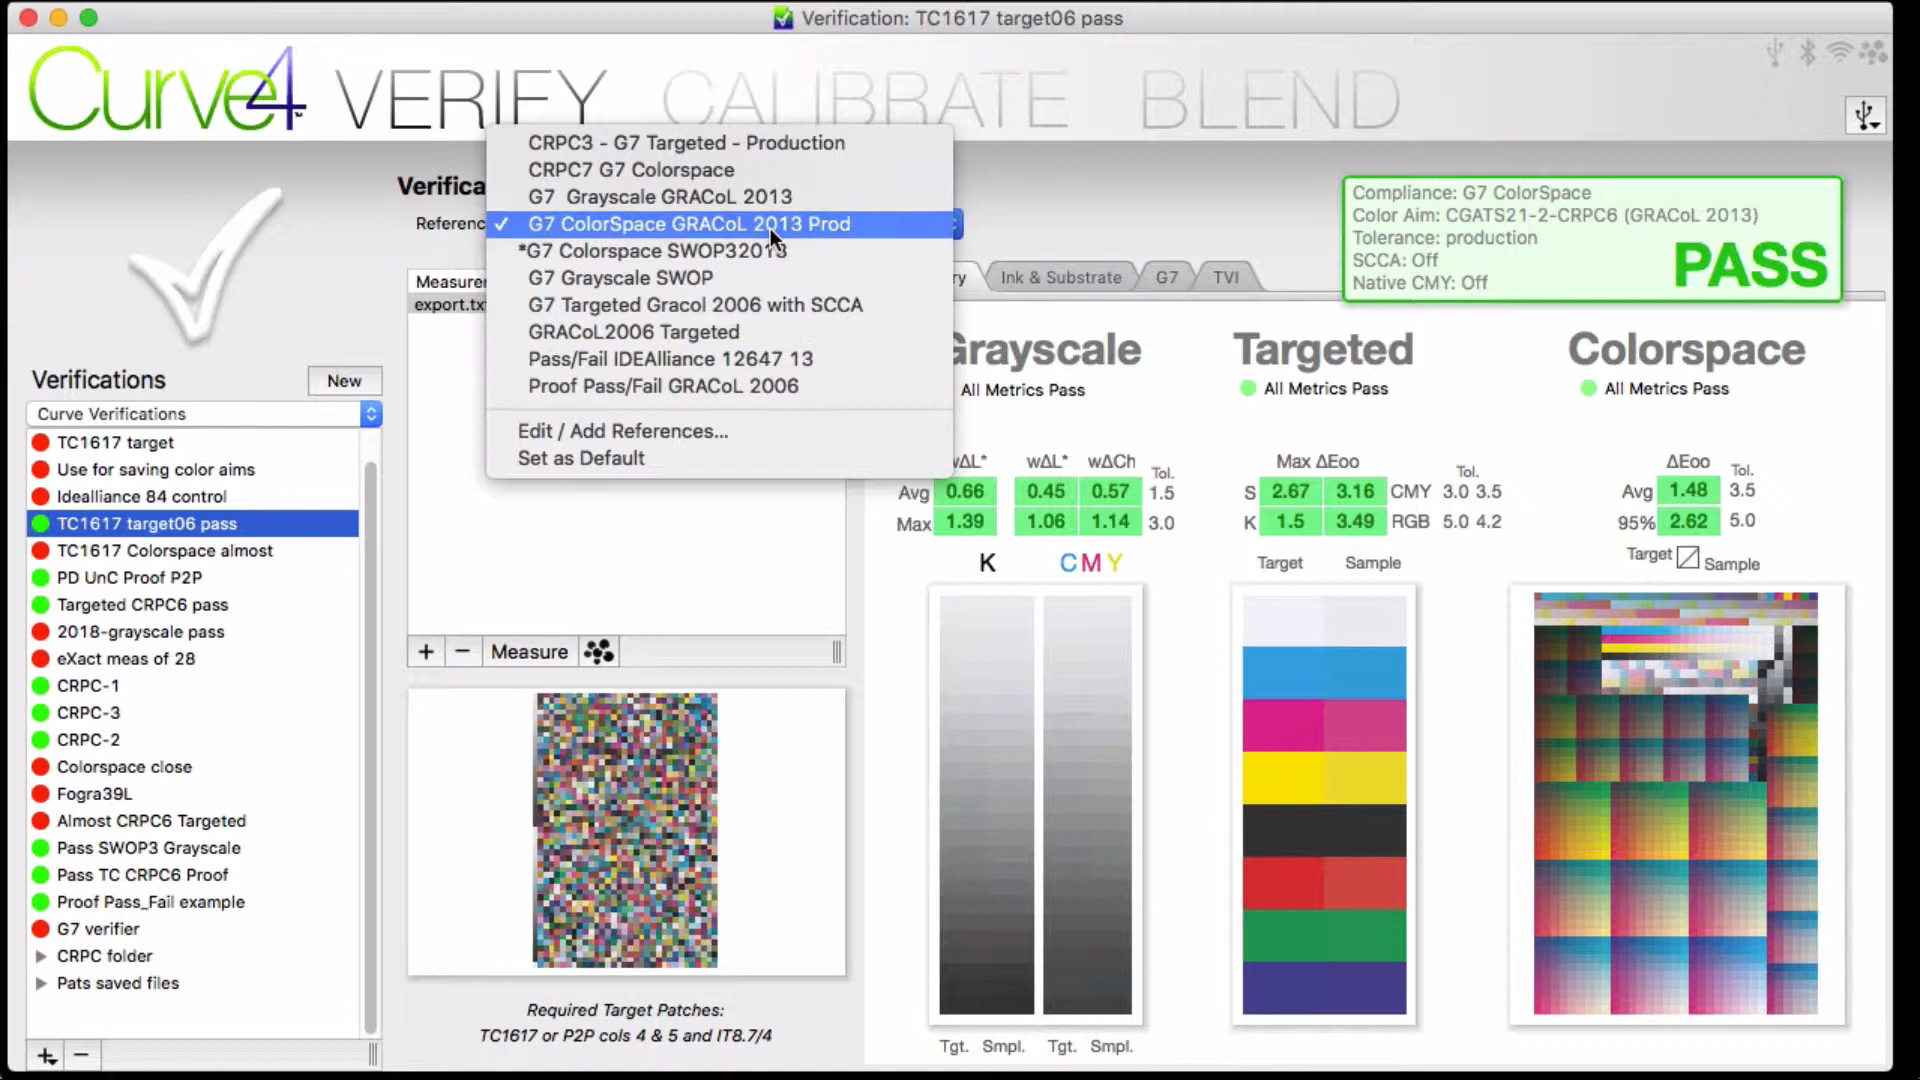 Verification: TC1617 target06 pass
Curve4™ VERIFY CALIBRATE BLEND
Verifica
Referenc
CRPC3 - G7 Targeted - Production
CRPC7 G7 Colorspace
G7 Grayscale GRACoL 2013
✓ G7 ColorSpace GRACoL 2013 Prod
*G7 Colorspace SWOP32013
G7 Grayscale SWOP
G7 Targeted Gracol 2006 with SCCA
GRACoL2006 Targeted
Pass/Fail IDEAlliance 12647 13
Proof Pass/Fail GRACoL 2006
Edit / Add References...
Set as Default
Compliance: G7 ColorSpace
Color Aim: CGATS21-2-CRPC6 (GRACoL 2013)
Tolerance: production
SCCA: Off
Native CMY: Off
PASS
ry Ink & Substrate G7 TVI
Verifications New
Curve Verifications
TC1617 target
Use for saving color aims
Idealliance 84 control
TC1617 target06 pass
TC1617 Colorspace almost
PD UnC Proof P2P
Targeted CRPC6 pass
2018-grayscale pass
eXact meas of 28
CRPC-1
CRPC-3
CRPC-2
Colorspace close
Fogra39L
Almost CRPC6 Targeted
Pass SWOP3 Grayscale
Pass TC CRPC6 Proof
Proof Pass_Fail example
G7 verifier
CRPC folder
Pats saved files
+ −
Measurer
export.tx
+ − Measure
Required Target Patches:
TC1617 or P2P cols 4 & 5 and IT8.7/4
Grayscale
All Metrics Pass
wΔL* wΔL* wΔCh Tol.
Avg 0.66 0.45 0.57 1.5
Max 1.39 1.06 1.14 3.0
K CMY
Tgt. Smpl. Tgt. Smpl.
Targeted
All Metrics Pass
Max ΔEoo Tol.
S 2.67 3.16 CMY 3.0 3.5
K 1.5 3.49 RGB 5.0 4.2
Target Sample
Colorspace
All Metrics Pass
ΔEoo Tol.
Avg 1.48 3.5
95% 2.62 5.0
Target Sample